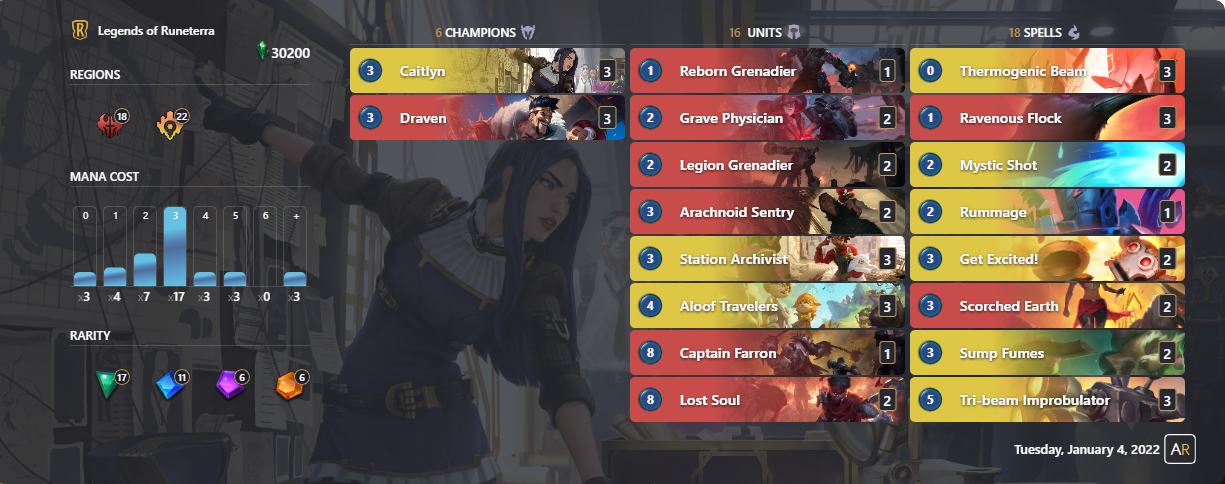 Legends of Runeterra
30200
REGIONS
18
22
MANA COST
0 1 2 3 4 5 6 +
x3 x4 x7 x17 x3 x3 x0 x3
RARITY
17 11 6 6
6 CHAMPIONS
3 Caitlyn 3
3 Draven 3
16 UNITS
1 Reborn Grenadier 1
2 Grave Physician 2
2 Legion Grenadier 2
3 Arachnoid Sentry 2
3 Station Archivist 3
4 Aloof Travelers 3
8 Captain Farron 1
8 Lost Soul 2
18 SPELLS
0 Thermogenic Beam 3
1 Ravenous Flock 3
2 Mystic Shot 2
2 Rummage 1
3 Get Excited! 2
3 Scorched Earth 2
3 Sump Fumes 2
5 Tri-beam Improbulator 3
Tuesday, January 4, 2022 AR